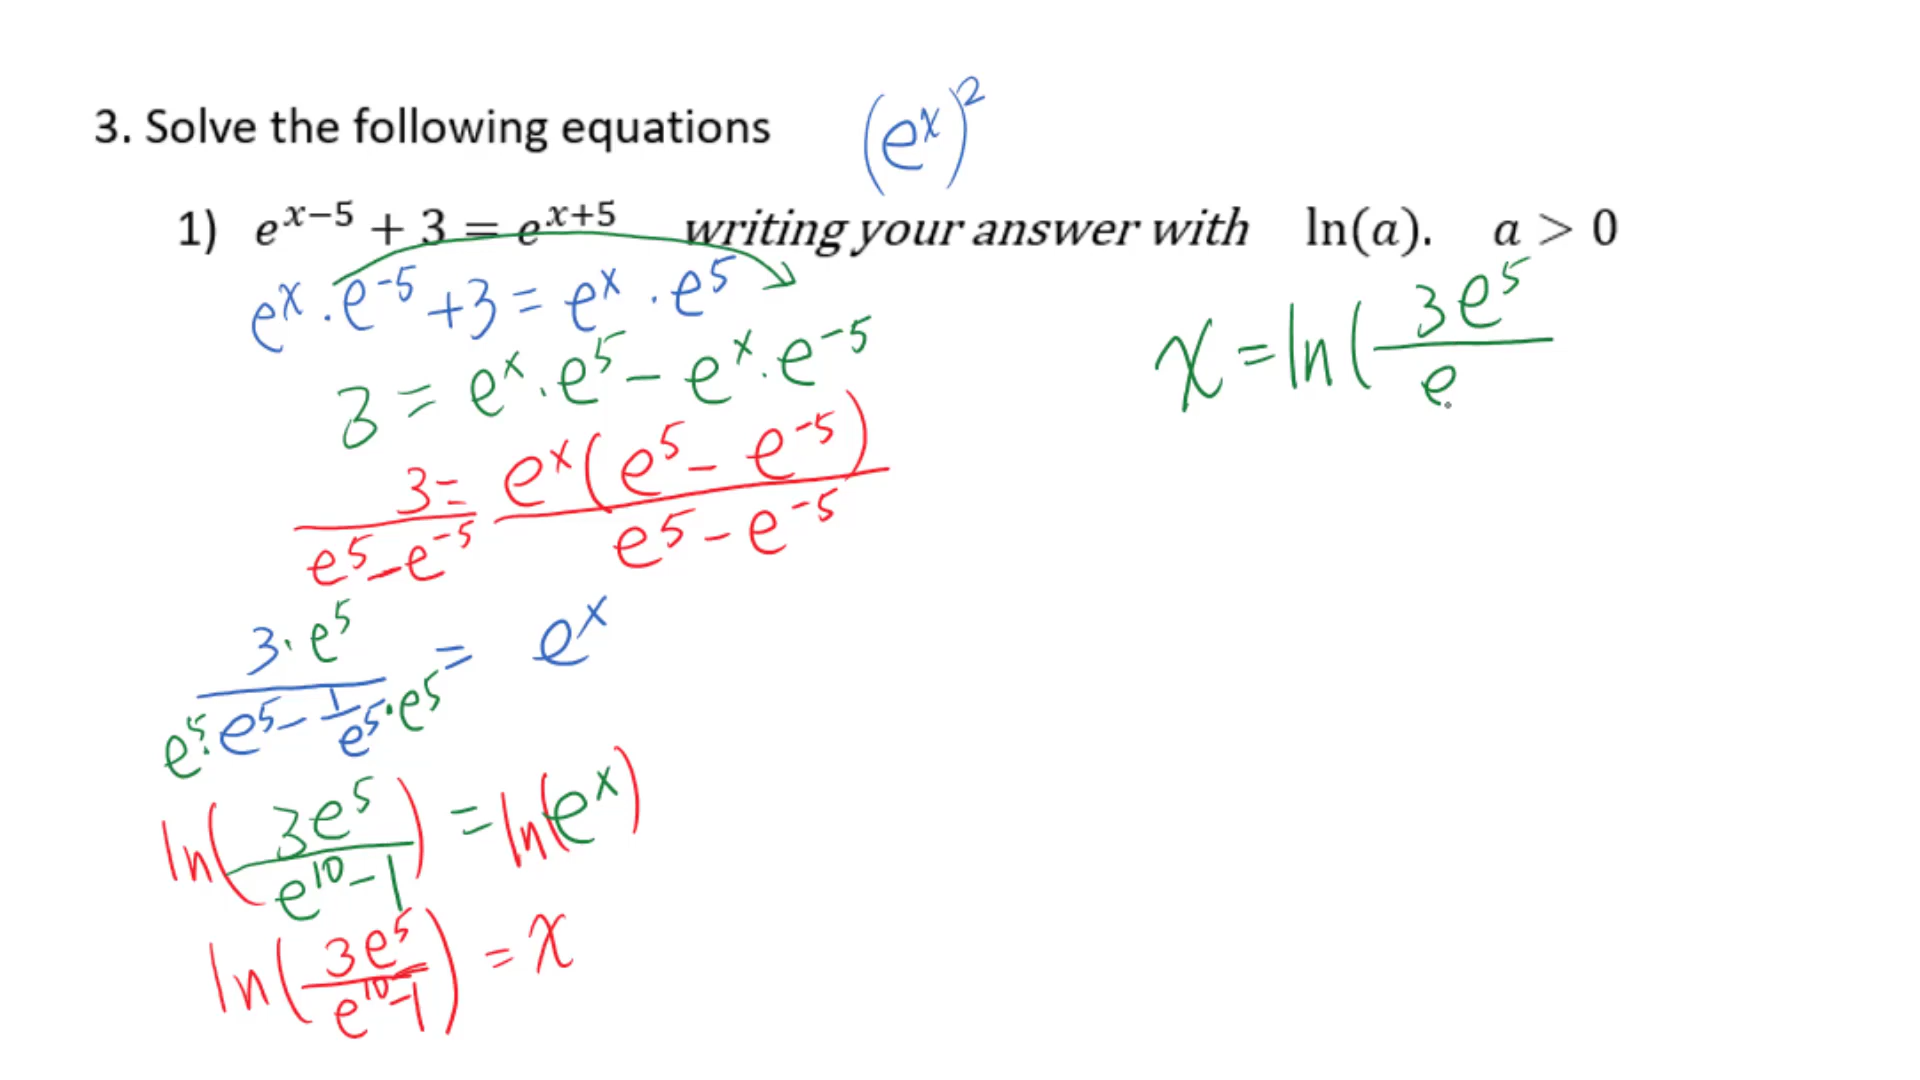 3. Solve the following equations
(e^x)^2
1) e^{x−5} + 3 = e^{x+5} writing your answer with ln(a). a > 0
e^x · e^{-5} + 3 = e^x · e^5
3 = e^x · e^5 − e^x · e^{-5}
3/(e^5 − e^{-5}) = e^x(e^5 − e^{-5})/(e^5 − e^{-5})
3 · e^5/(e^5 · e^5 − 1/e^5 · e^5) = e^x
ln(3e^5/(e^{10} − 1)) = ln(e^x)
ln(3e^5/(e^{10} − 1)) = x
x = ln(3e^5/e